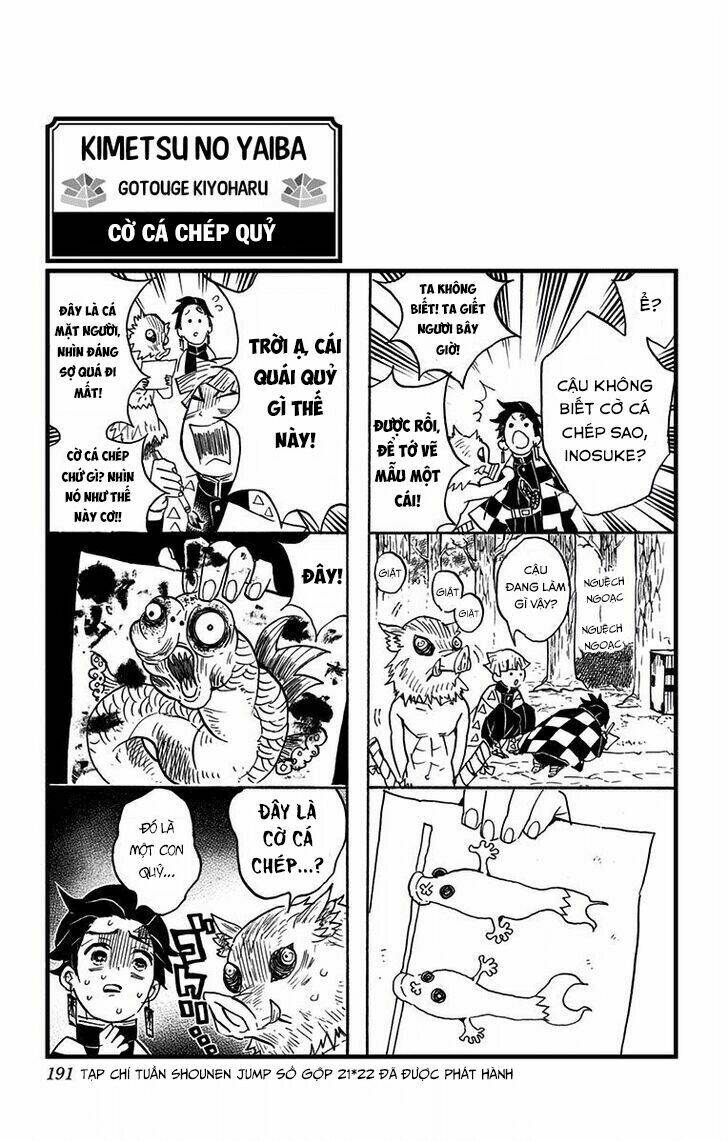 KIMETSU NO YAIBA
GOTOUGE KIYOHARU
CỜ CÁ CHÉP QUỶ
Ể?
CẬU KHÔNG
BIẾT CỜ CÁ
CHÉP SAO,
INOSUKE?
TA KHÔNG
BIẾT! TA GIẾT
NGƯỜI BÂY
GIỜ!
ĐƯỢC RỒI,
ĐỂ TỚ VẼ
MẪU MỘT
CÁI!
NGUỆCH
NGOẠC
NGUỆCH
NGOẠC
CẬU
ĐANG LÀM
GÌ VẬY?
GIẬT
GIẬT
GIẬT
TRỜI Ạ, CÁI
QUÁI QUỶ
GÌ THẾ
NÀY!
ĐÂY LÀ CÁ
MẶT NGƯỜI,
NHÌN ĐÁNG
SỢ QUÁ ĐI
MẤT!
CỜ CÁ CHÉP
CHỨ GÌ? NHÌN
NÓ NHƯ THẾ
NÀY CƠ!!
ĐÂY!
ĐÂY LÀ
CỜ CÁ
CHÉP...?
ĐÓ LÀ
MỘT CON
QUỶ...
ゴゴゴ
191 TẠP CHÍ TUẦN SHOUNEN JUMP SỐ GỘP 21*22 ĐÃ ĐƯỢC PHÁT HÀNH